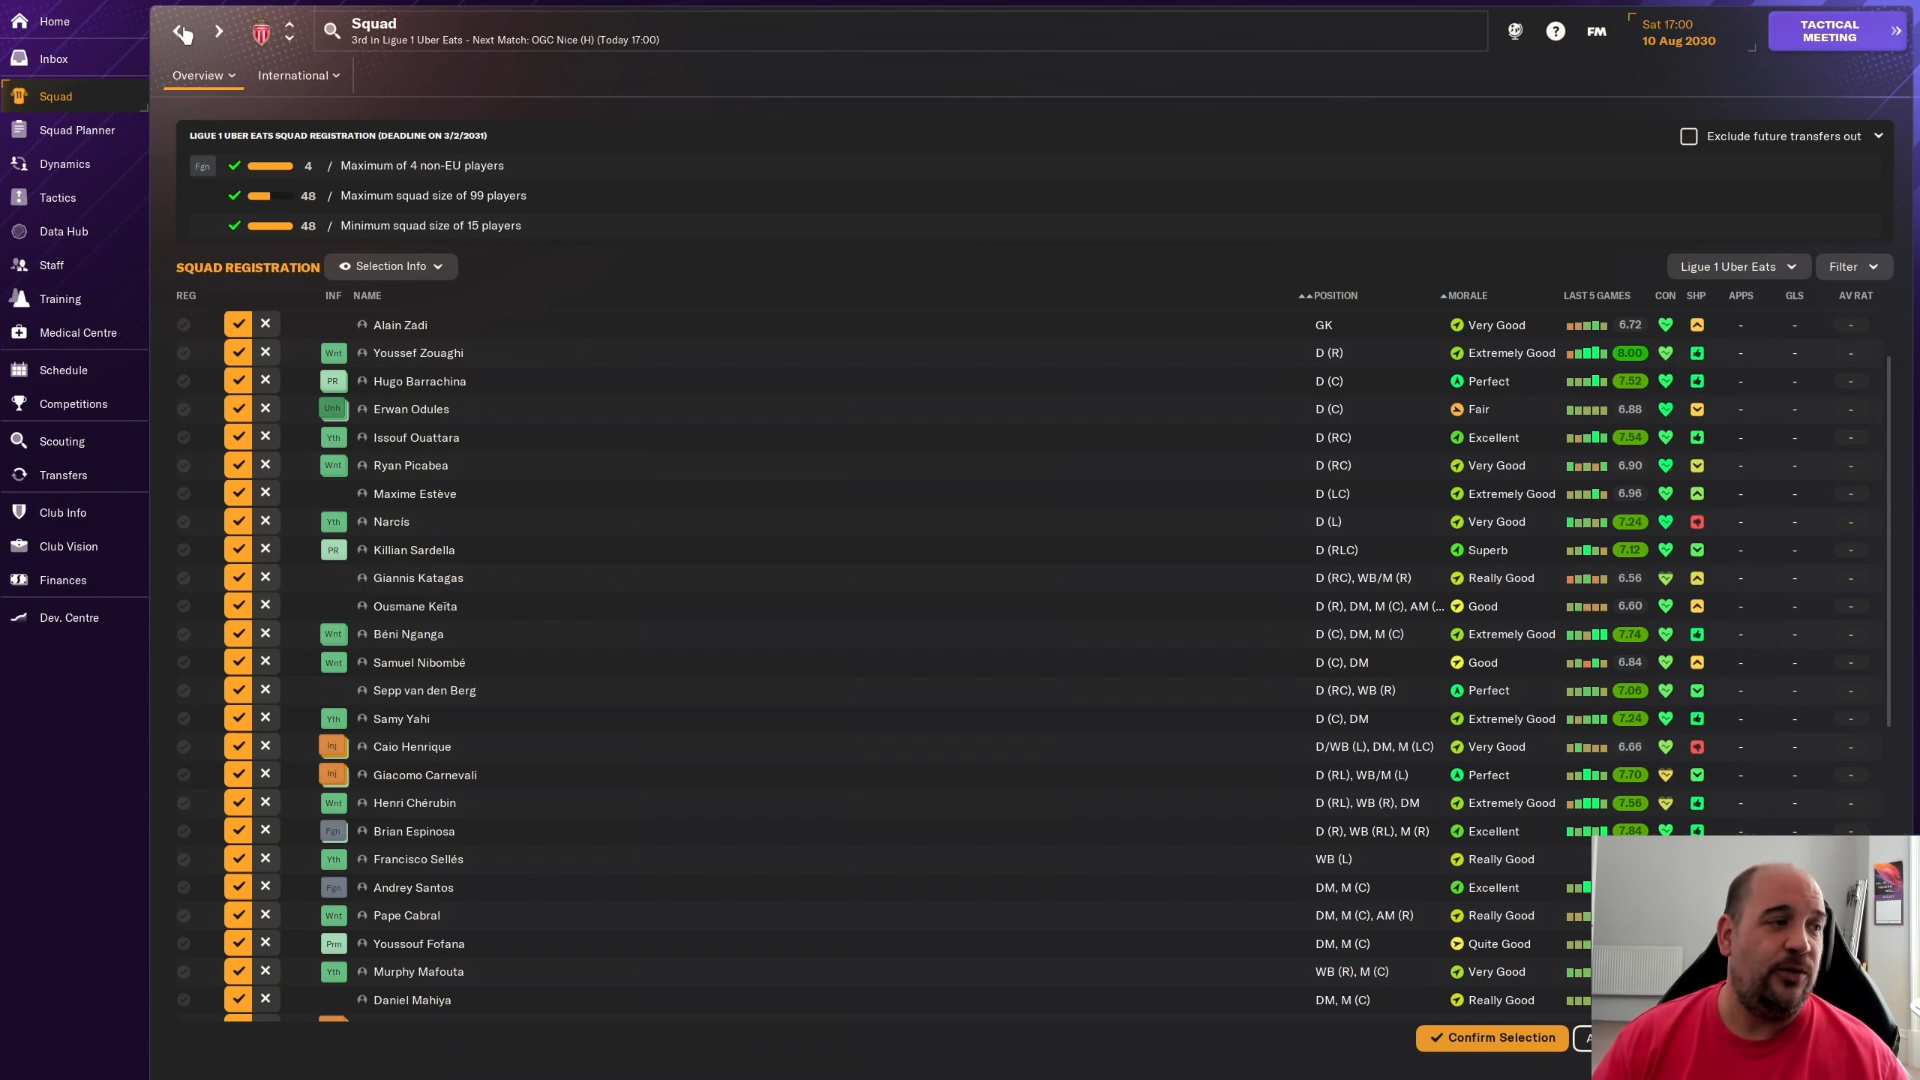 Home
Inbox
Squad
Squad Planner
Dynamics
Tactics
Data Hub
Staff
Training
Medical Centre
Schedule
Competitions
Scouting
Transfers
Club Info
Club Vision
Finances
Dev. Centre
Squad
3rd in Ligue 1 Uber Eats - Next Match: OGC Nice (H) (Today 17:00)
FM
Sat 17:00
10 Aug 2030
TACTICAL MEETING
Overview International
LIGUE 1 UBER EATS SQUAD REGISTRATION (DEADLINE ON 3/2/2031)
Exclude future transfers out
Fgn 4 / Maximum of 4 non-EU players
48 / Maximum squad size of 99 players
48 / Minimum squad size of 15 players
SQUAD REGISTRATION Selection Info Ligue 1 Uber Eats Filter
REG INF NAME POSITION MORALE LAST 5 GAMES CON SHP APPS GLS AV RAT
Alain Zadi GK Very Good 6.72 - - -
Wnt Youssef Zouaghi D (R) Extremely Good 8.00 - - -
PR Hugo Barrachina D (C) Perfect 7.52 - - -
Unh Erwan Odules D (C) Fair 6.88 - - -
Yth Issouf Ouattara D (RC) Excellent 7.54 - - -
Wnt Ryan Picabea D (RC) Very Good 6.90 - - -
Maxime Estève D (LC) Extremely Good 6.96 - - -
Yth Narcís D (L) Very Good 7.24 - - -
PR Killian Sardella D (RLC) Superb 7.12 - - -
Giannis Katagas D (RC), WB/M (R) Really Good 6.56 - - -
Ousmane Keïta D (R), DM, M (C), AM (... Good 6.60 - - -
Wnt Béni Nganga D (C), DM, M (C) Extremely Good 7.74 - - -
Wnt Samuel Nibombé D (C), DM Good 6.84 - - -
Sepp van den Berg D (RC), WB (R) Perfect 7.06 - - -
Yth Samy Yahi D (C), DM Extremely Good 7.24 - - -
Inj Caio Henrique D/WB (L), DM, M (LC) Very Good 6.66 - - -
Inj Giacomo Carnevali D (RL), WB/M (L) Perfect 7.70 - - -
Wnt Henri Chérubin D (RL), WB (R), DM Extremely Good 7.56 - - -
Fgn Brian Espinosa D (R), WB (RL), M (R) Excellent 7.84 - - -
Yth Francisco Sellés WB (L) Really Good
Fgn Andrey Santos DM, M (C) Excellent
Wnt Pape Cabral DM, M (C), AM (R) Really Good
Prm Youssouf Fofana DM, M (C) Quite Good
Yth Murphy Mafouta WB (R), M (C) Very Good
Daniel Mahiya DM, M (C) Really Good
Confirm Selection